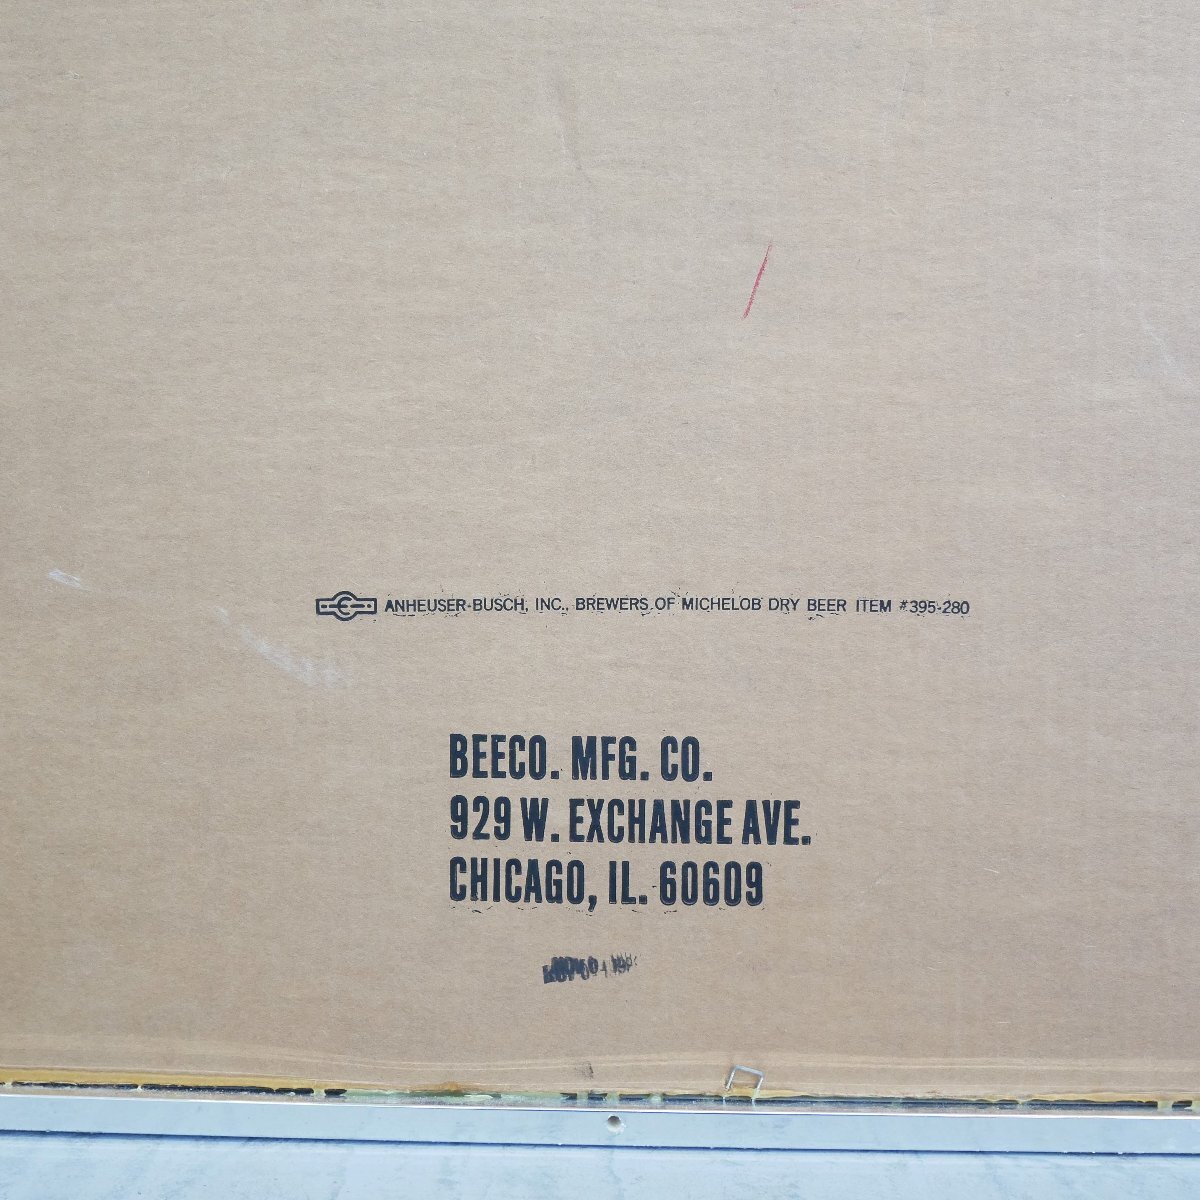 ANHEUSER-BUSCH, INC., BREWERS OF MICHELOB DRY BEER ITEM #395-280
BEECO. MFG. CO.
929 W. EXCHANGE AVE.
CHICAGO, IL. 60609